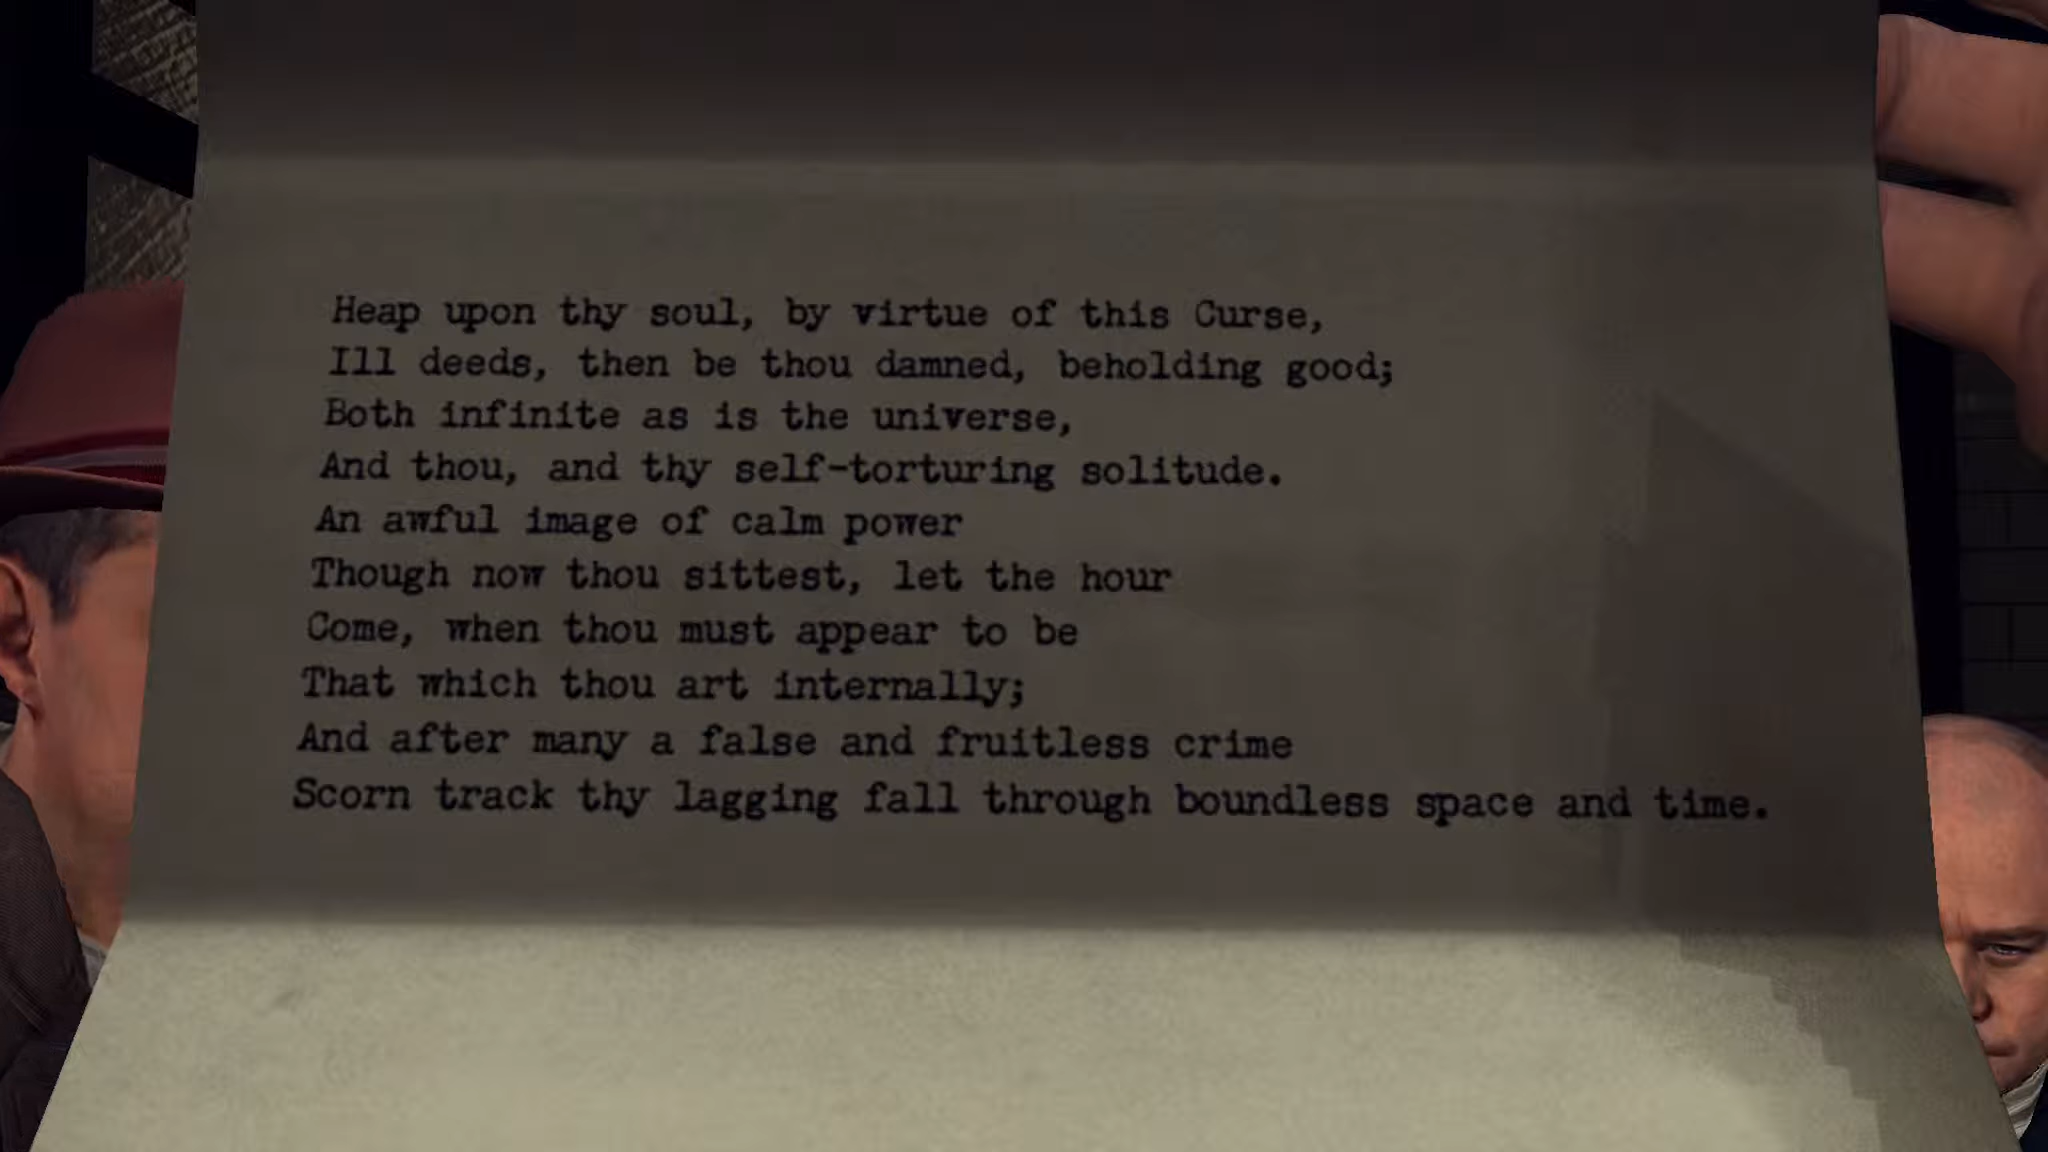 Heap upon thy soul, by virtue of this Curse,
Ill deeds, then be thou damned, beholding good;
Both infinite as is the universe,
And thou, and thy self-torturing solitude.
An awful image of calm power
Though now thou sittest, let the hour
Come, when thou must appear to be
That which thou art internally;
And after many a false and fruitless crime
Scorn track thy lagging fall through boundless space and time.